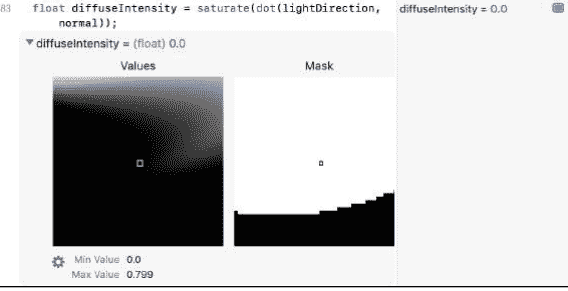 83 float diffuseIntensity = saturate(dot(lightDirection, diffuseIntensity = 0.0
normal));
diffuseIntensity = (float) 0.0
Values Mask
Min Value 0.0
Max Value 0.799